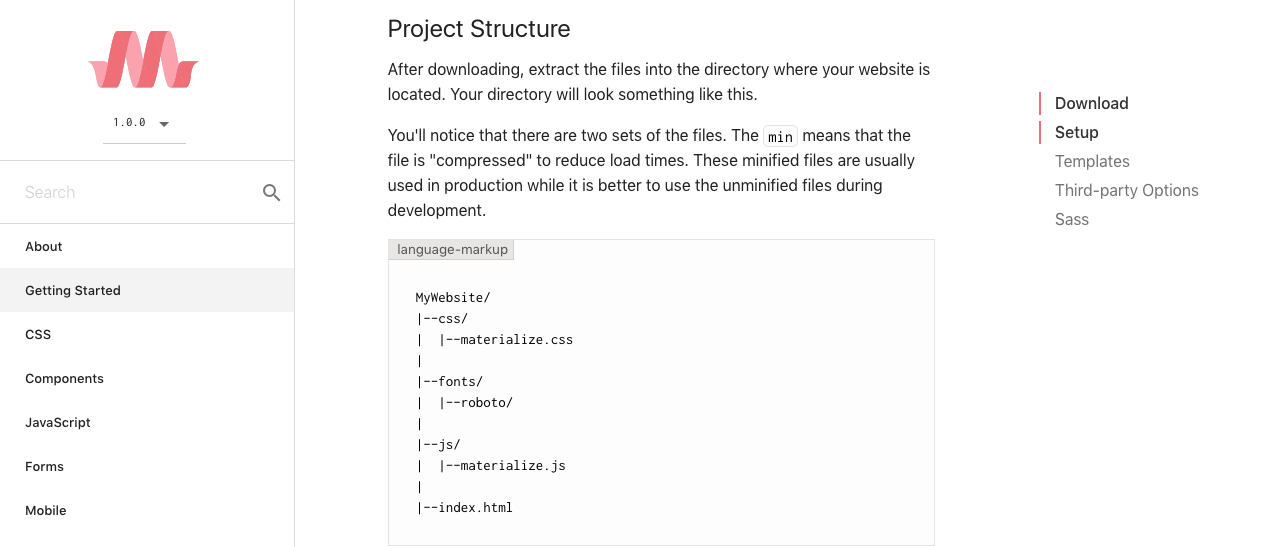 1.0.0
Search
About
Getting Started
CSS
Components
JavaScript
Forms
Mobile
Project Structure
After downloading, extract the files into the directory where your website is
located. Your directory will look something like this.
You'll notice that there are two sets of the files. The min means that the
file is "compressed" to reduce load times. These minified files are usually
used in production while it is better to use the unminified files during
development.
language-markup
MyWebsite/
|--css/
|  |--materialize.css
|
|--fonts/
|  |--roboto/
|
|--js/
|  |--materialize.js
|
|--index.html
Download
Setup
Templates
Third-party Options
Sass